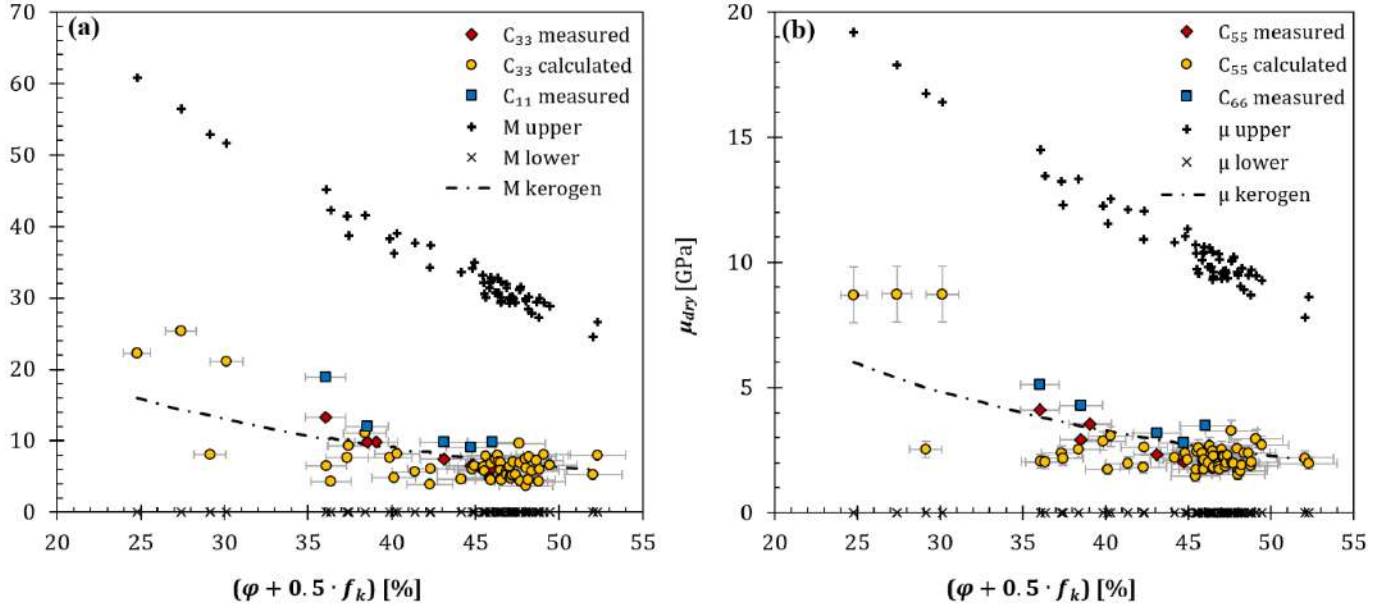 (a)
C₃₃ measured
C₃₃ calculated
C₁₁ measured
M upper
M lower
M kerogen
70
60
50
40
30
20
10
0
20 25 30 35 40 45 50 55
(φ + 0.5 · fₖ) [%]
(b)
C₅₅ measured
C₅₅ calculated
C₆₆ measured
μ upper
μ lower
μ kerogen
μ_dry [GPa]
20
15
10
5
0
20 25 30 35 40 45 50 55
(φ + 0.5 · fₖ) [%]